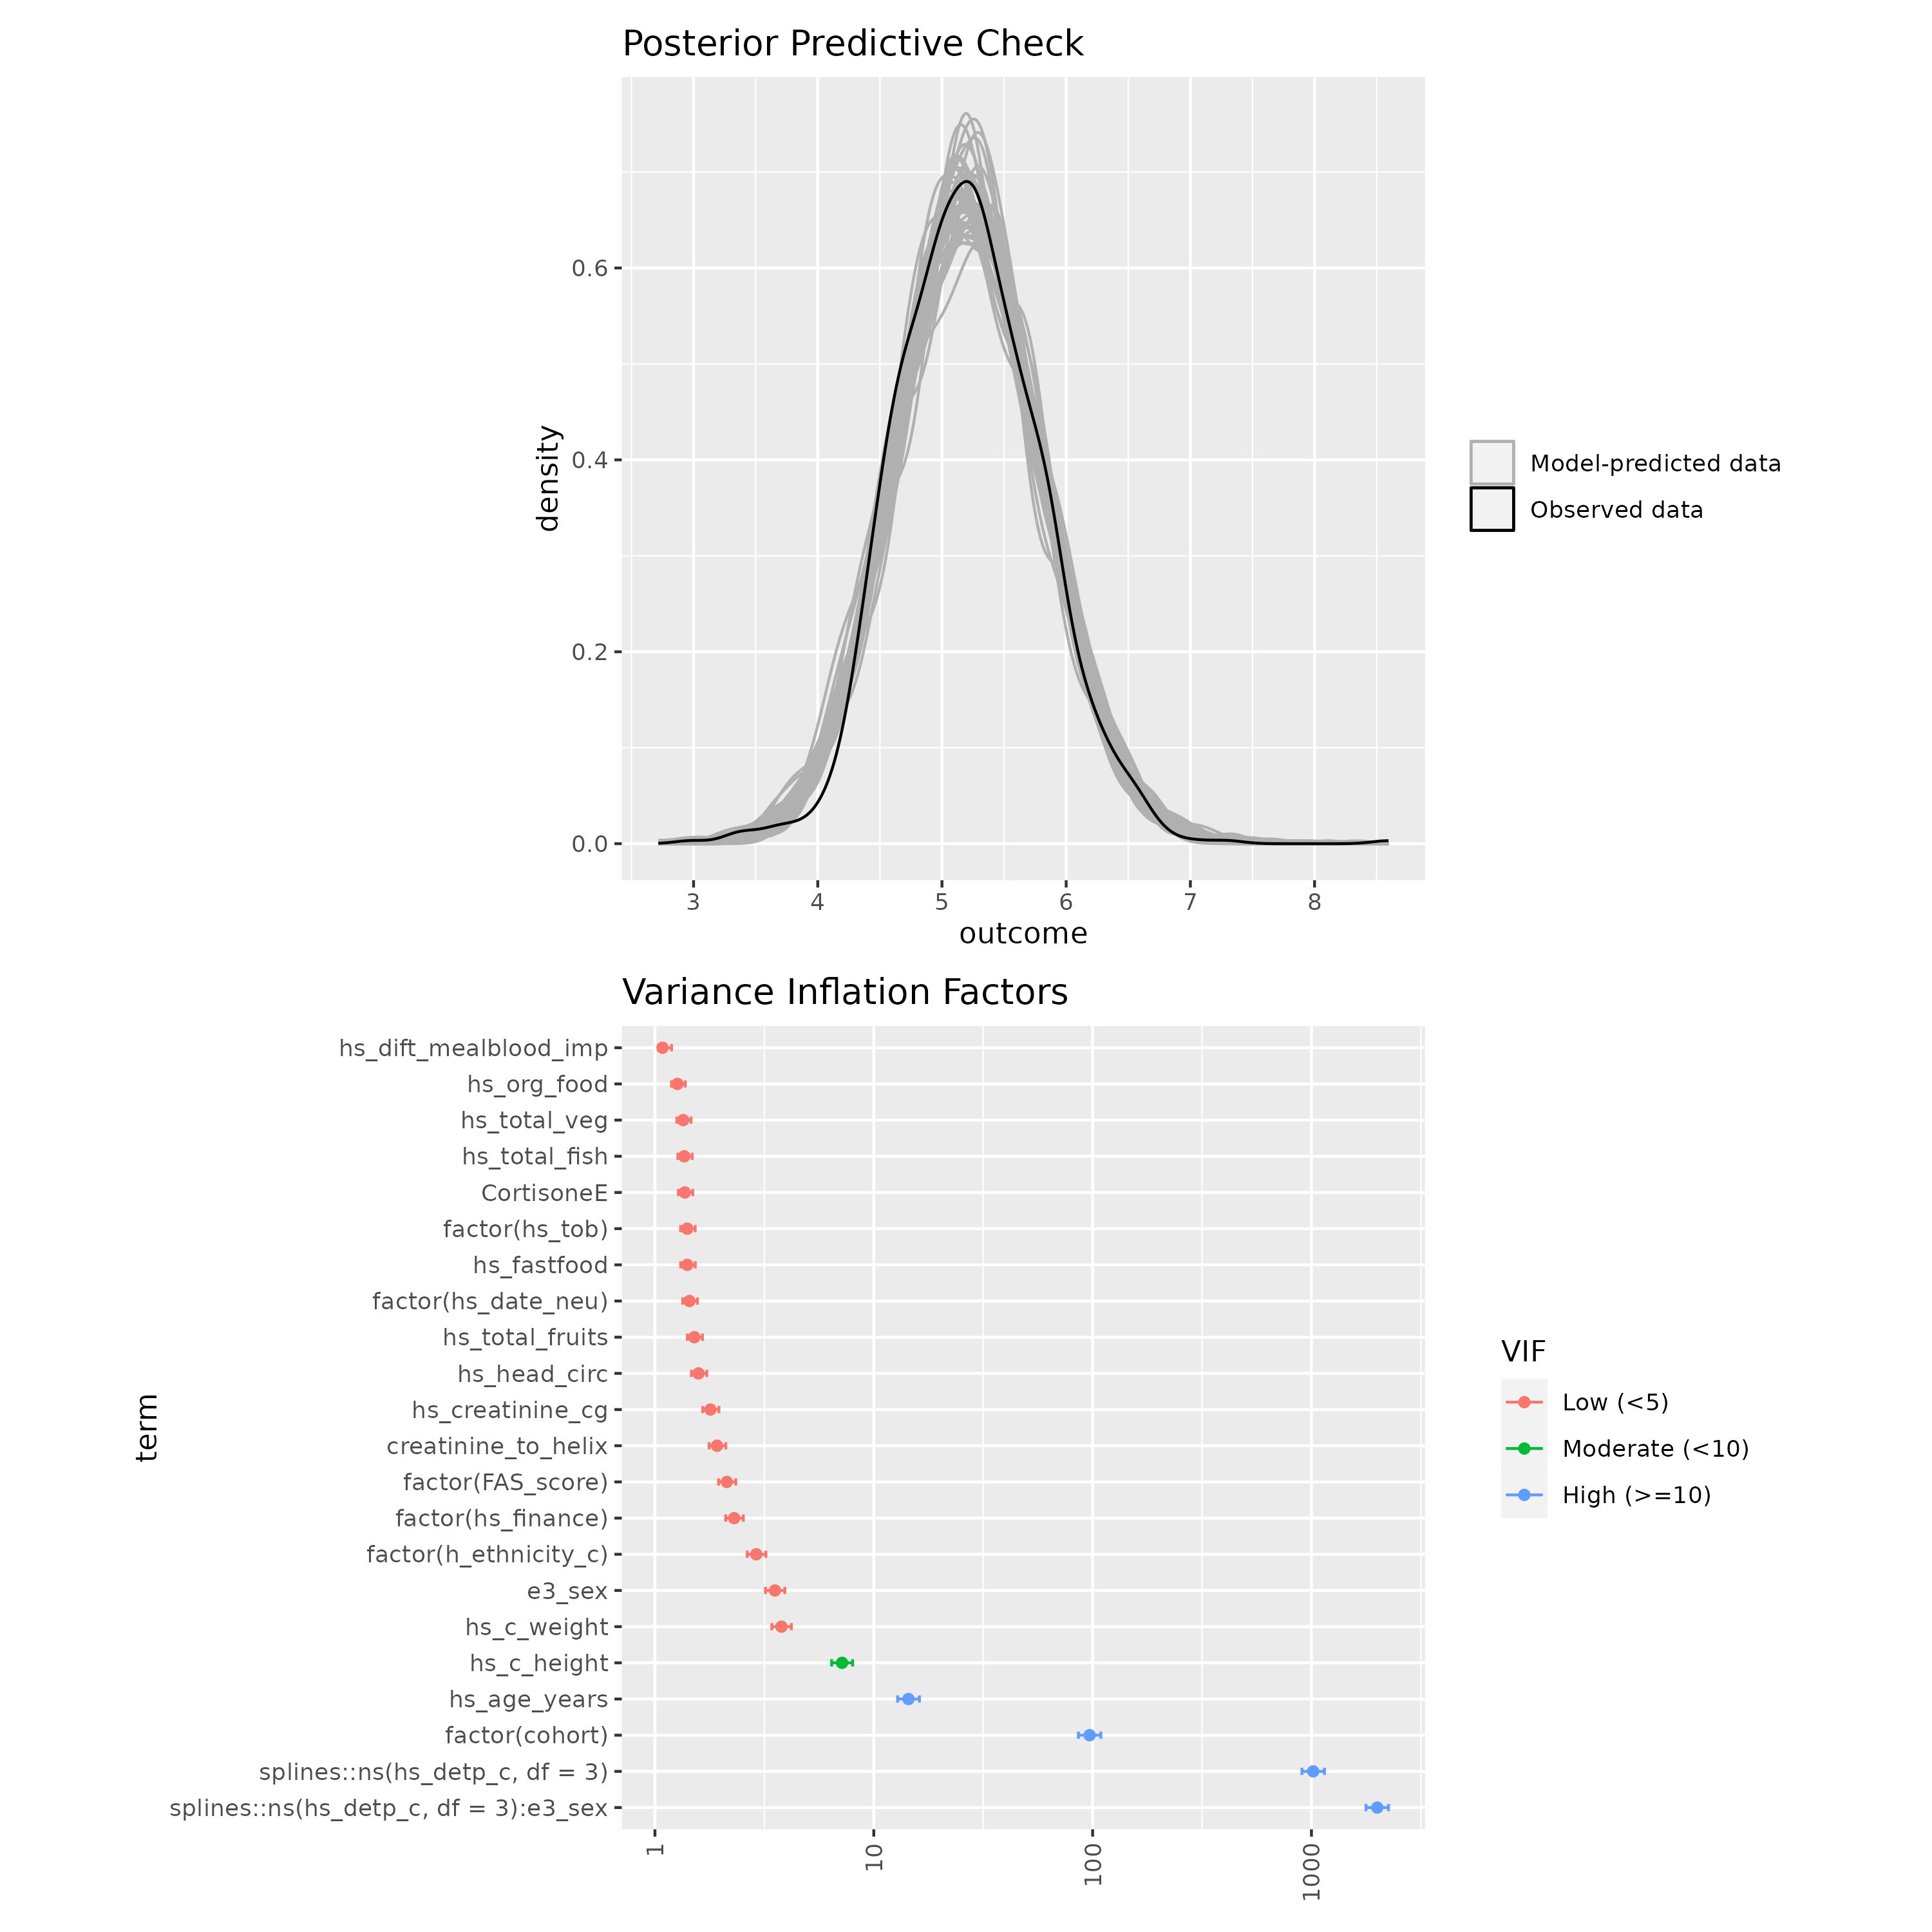 Posterior Predictive Check
density
0.6
0.4
0.2
0.0
3 4 5 6 7 8
outcome
Model-predicted data
Observed data
Variance Inflation Factors
term
hs_dift_mealblood_imp
hs_org_food
hs_total_veg
hs_total_fish
CortisoneE
factor(hs_tob)
hs_fastfood
factor(hs_date_neu)
hs_total_fruits
hs_head_circ
hs_creatinine_cg
creatinine_to_helix
factor(FAS_score)
factor(hs_finance)
factor(h_ethnicity_c)
e3_sex
hs_c_weight
hs_c_height
hs_age_years
factor(cohort)
splines::ns(hs_detp_c, df = 3)
splines::ns(hs_detp_c, df = 3):e3_sex
1 10 100 1000
VIF
Low (<5)
Moderate (<10)
High (>=10)